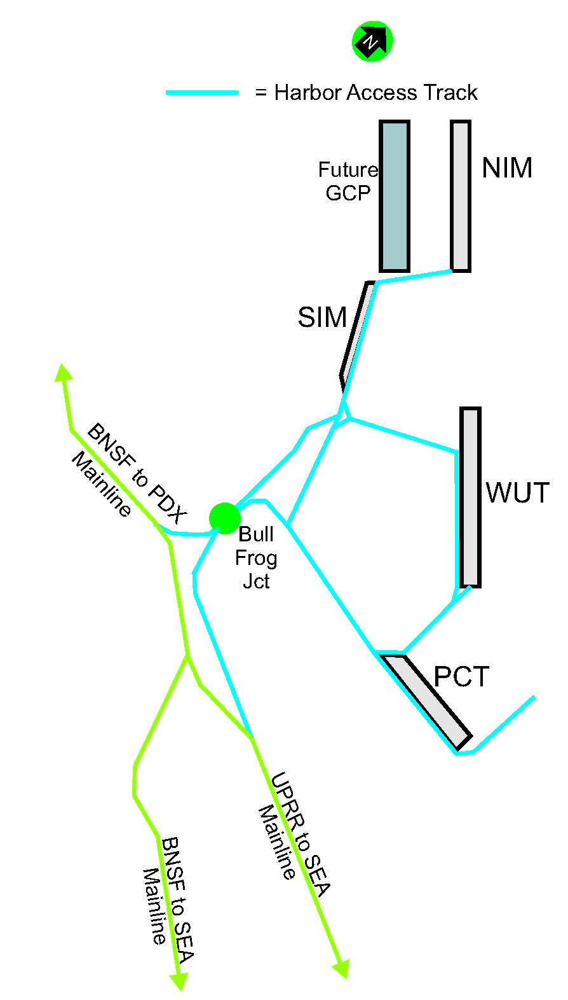 N
= Harbor Access Track
Future
GCP
NIM
SIM
BNSF to PDX
Mainline
WUT
Bull
Frog
Jct
PCT
UPRR to SEA
Mainline
BNSF to SEA
Mainline